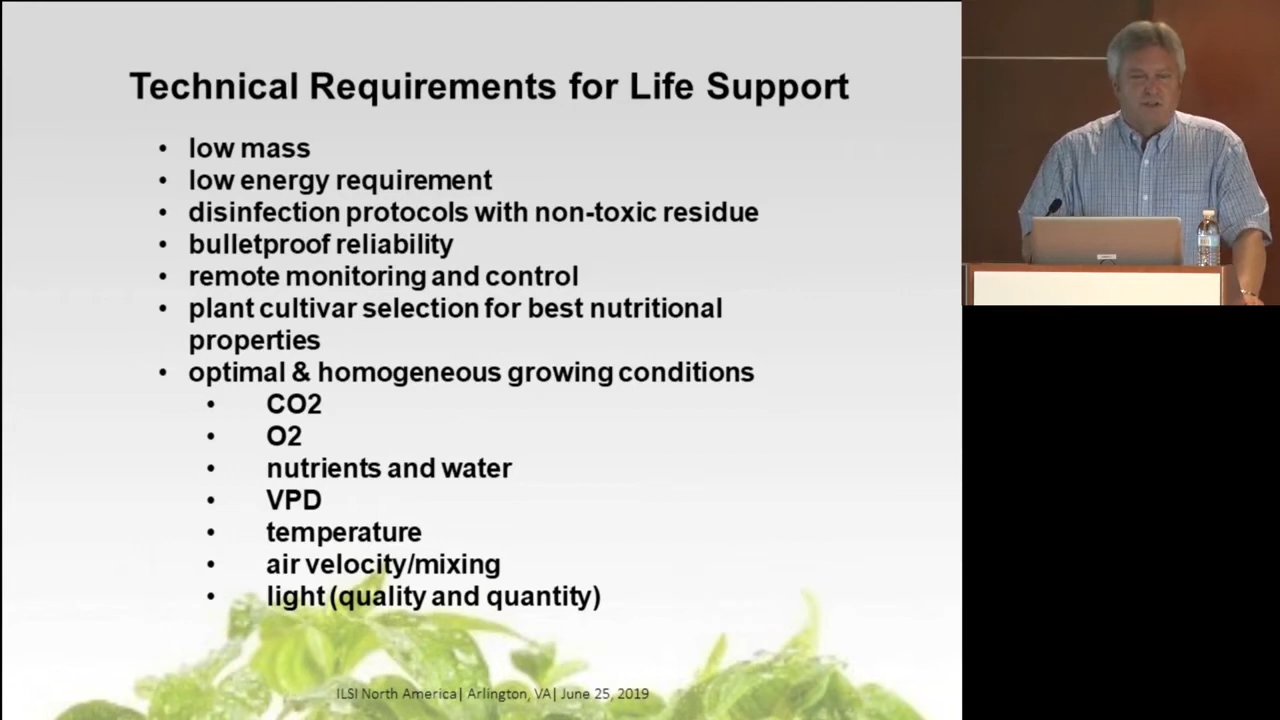 Technical Requirements for Life Support
• low mass
• low energy requirement
• disinfection protocols with non-toxic residue
• bulletproof reliability
• remote monitoring and control
• plant cultivar selection for best nutritional
properties
• optimal & homogeneous growing conditions
• CO2
• O2
• nutrients and water
• VPD
• temperature
• air velocity/mixing
• light (quality and quantity)
ILSI North America| Arlington, VA| June 25, 2019